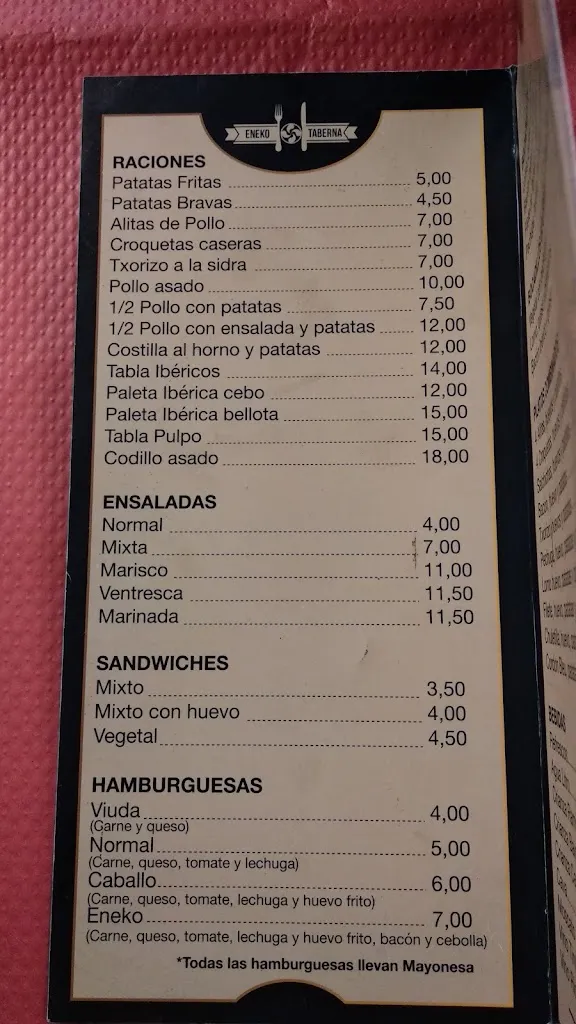 ENEKO TABERNA
RACIONES
Patatas Fritas 5,00
Patatas Bravas 4,50
Alitas de Pollo 7,00
Croquetas caseras 7,00
Txorizo a la sidra 7,00
Pollo asado 10,00
1/2 Pollo con patatas 7,50
1/2 Pollo con ensalada y patatas 12,00
Costilla al horno y patatas 12,00
Tabla Ibéricos 14,00
Paleta Ibérica cebo 12,00
Paleta Ibérica bellota 15,00
Tabla Pulpo 15,00
Codillo asado 18,00
ENSALADAS
Normal 4,00
Mixta 7,00
Marisco 11,00
Ventresca 11,50
Marinada 11,50
SANDWICHES
Mixto 3,50
Mixto con huevo 4,00
Vegetal 4,50
HAMBURGUESAS
Viuda 4,00
(Carne y queso)
Normal 5,00
(Carne, queso, tomate y lechuga)
Caballo 6,00
(Carne, queso, tomate, lechuga y huevo frito)
Eneko 7,00
(Carne, queso, tomate, lechuga y huevo frito, bacón y cebolla)
*Todas las hamburguesas llevan Mayonesa
BEBIDAS